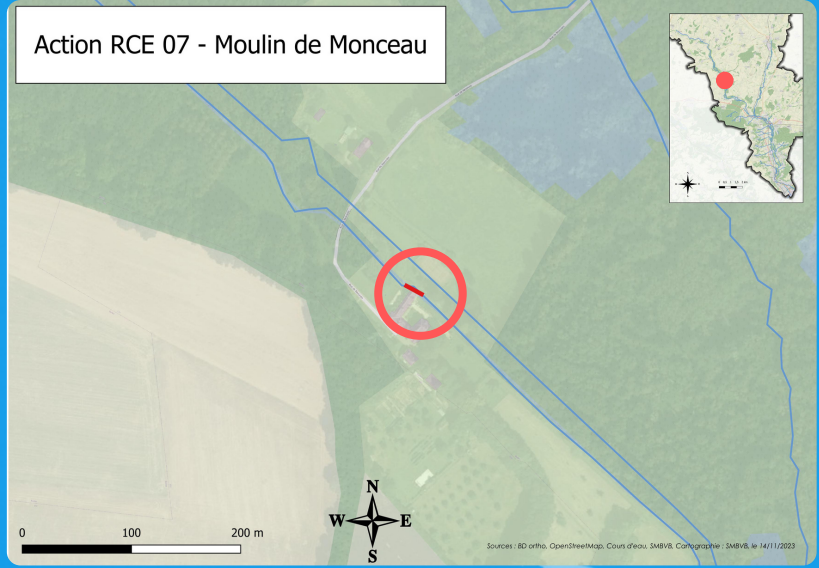 Action RCE 07 - Moulin de Monceau
N
W E
S
0 100 200 m
Sources : BD ortho, OpenStreetMap, Cours d'eau, SMBVB, Cartographie : SMBVB, le 14/11/2023